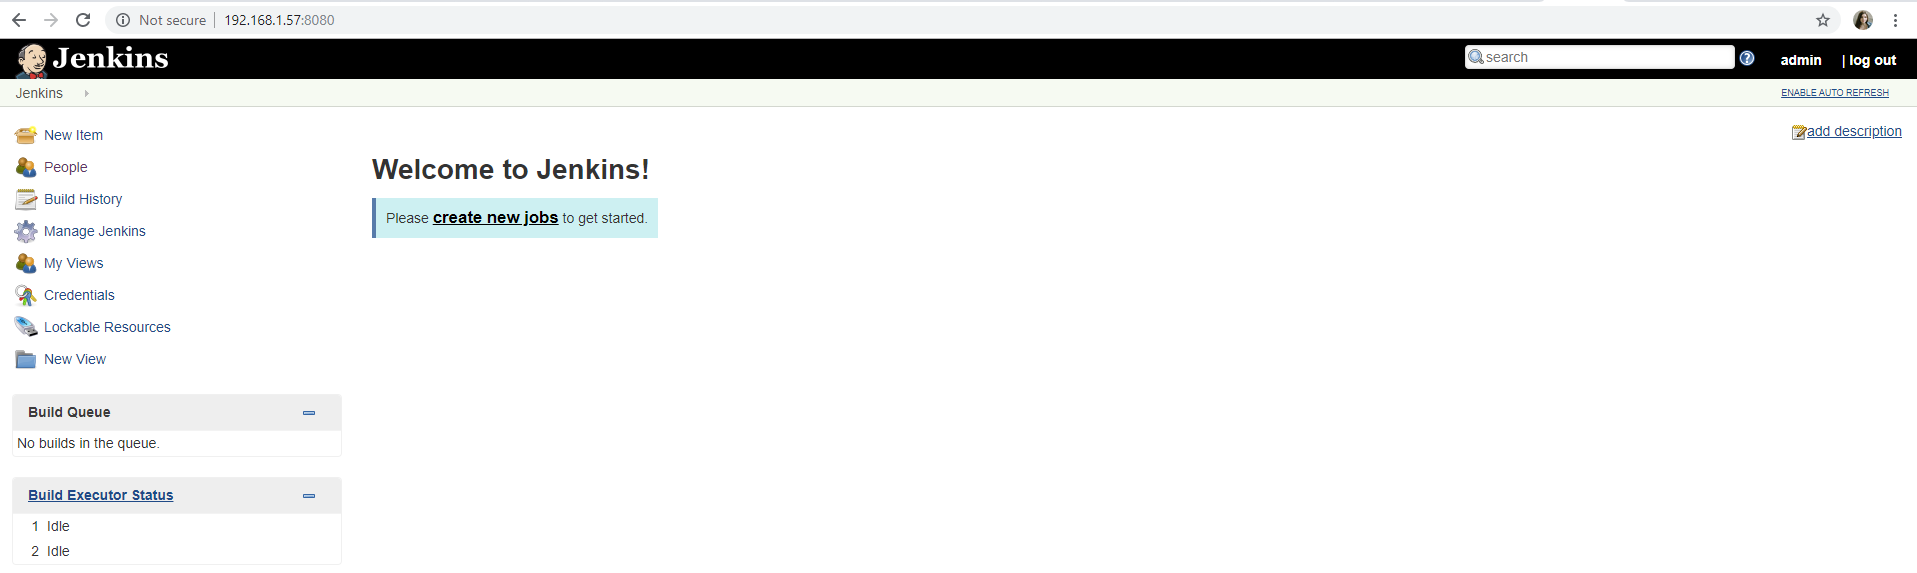 Not secure | 192.168.1.57:8080
Jenkins
search
admin | log out
Jenkins
ENABLE AUTO REFRESH
New Item
People
Build History
Manage Jenkins
My Views
Credentials
Lockable Resources
New View
Build Queue
No builds in the queue.
Build Executor Status
1 Idle
2 Idle
add description
Welcome to Jenkins!
Please create new jobs to get started.